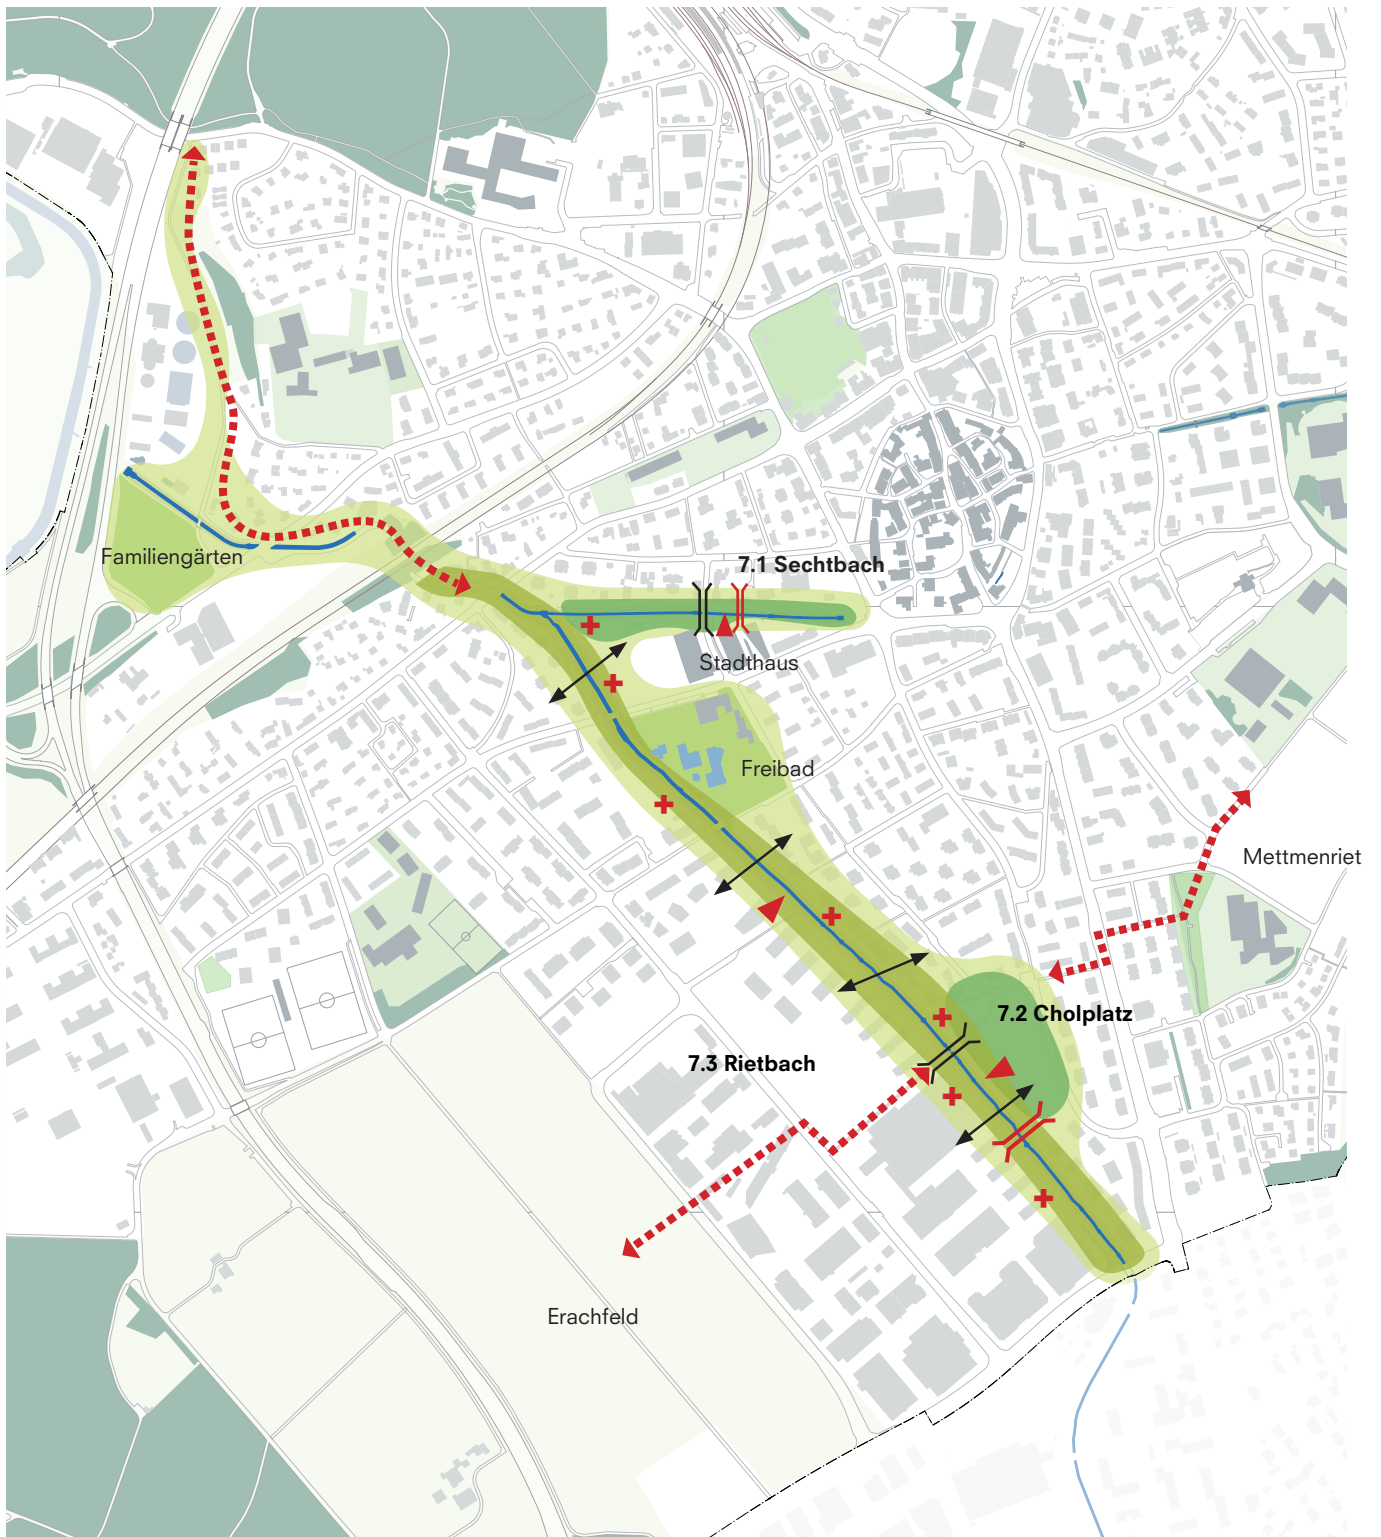 Familiengärten
7.1 Sechtbach
Stadthaus
Freibad
Mettmenriet
7.2 Cholplatz
7.3 Rietbach
Erachfeld